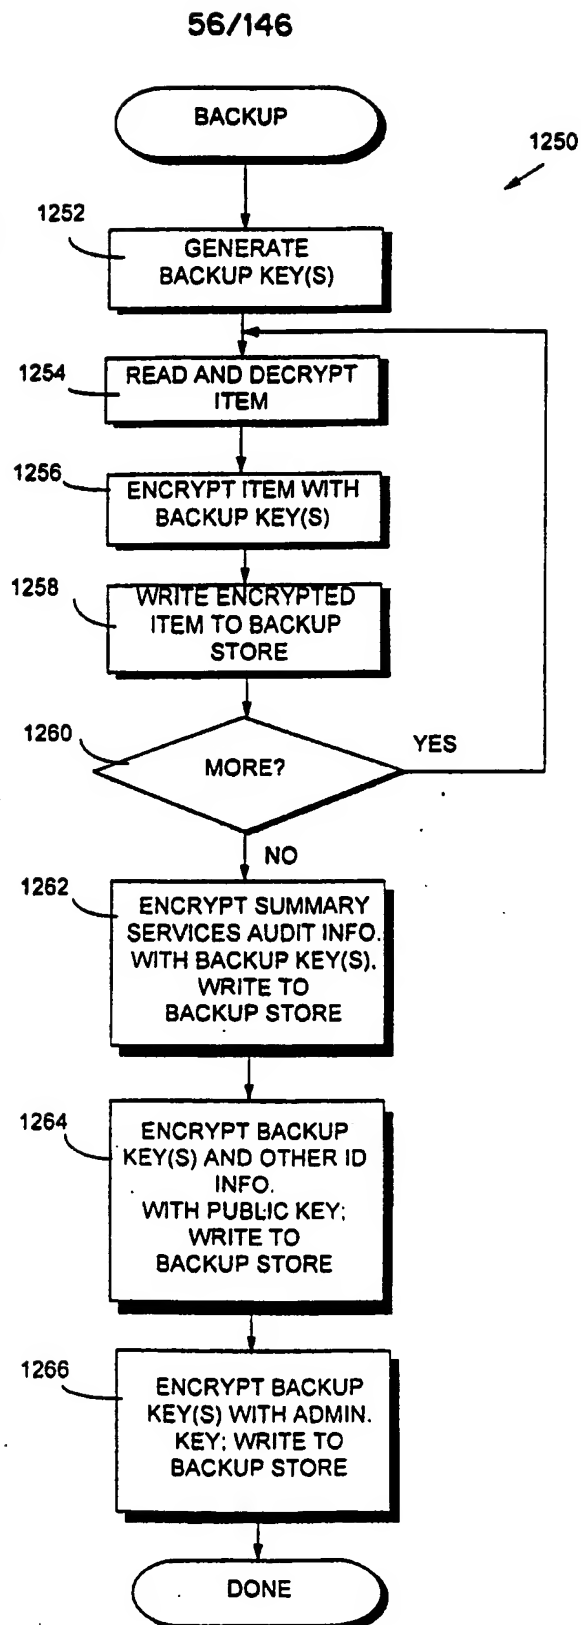 56/146
BACKUP
1250
1252
GENERATE
BACKUP KEY(S)
1254
READ AND DECRYPT
ITEM
1256
ENCRYPT ITEM WITH
BACKUP KEY(S)
1258
WRITE ENCRYPTED
ITEM TO BACKUP
STORE
1260
MORE?
YES
NO
1262
ENCRYPT SUMMARY
SERVICES AUDIT INFO.
WITH BACKUP KEY(S).
WRITE TO
BACKUP STORE
1264
ENCRYPT BACKUP
KEY(S) AND OTHER ID
INFO.
WITH PUBLIC KEY;
WRITE TO
BACKUP STORE
1266
ENCRYPT BACKUP
KEY(S) WITH ADMIN.
KEY; WRITE TO
BACKUP STORE
DONE